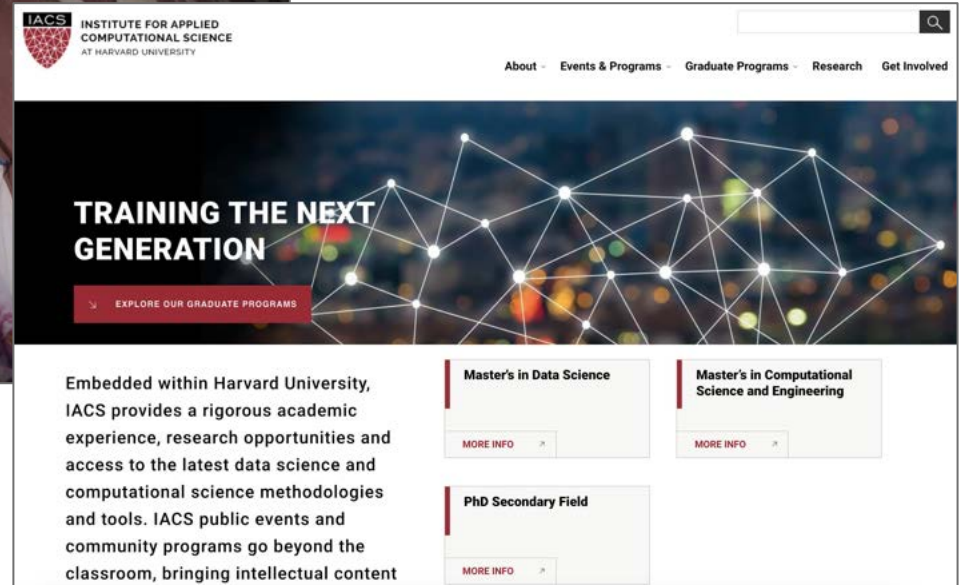 IACS
INSTITUTE FOR APPLIED
COMPUTATIONAL SCIENCE
AT HARVARD UNIVERSITY
About Events & Programs Graduate Programs Research Get Involved
TRAINING THE NEXT
GENERATION
EXPLORE OUR GRADUATE PROGRAMS
Embedded within Harvard University,
IACS provides a rigorous academic
experience, research opportunities and
access to the latest data science and
computational science methodologies
and tools. IACS public events and
community programs go beyond the
classroom, bringing intellectual content
Master's in Data Science
MORE INFO
Master's in Computational
Science and Engineering
MORE INFO
PhD Secondary Field
MORE INFO